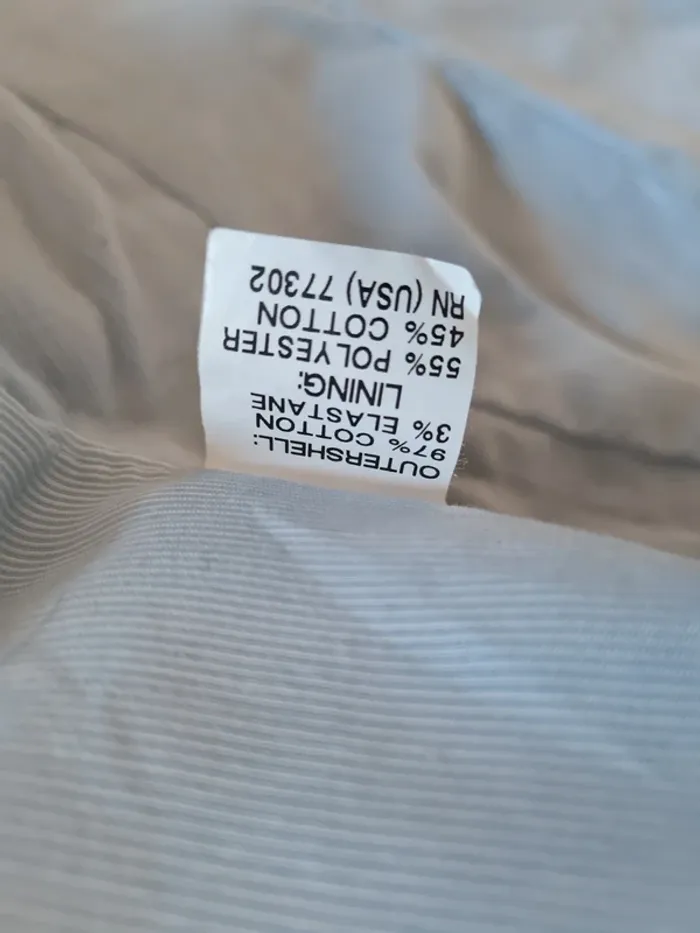 OUTERSHELL:
97% COTTON
3% ELASTANE
LINING:
55% POLYESTER
45% COTTON
RN (USA) 77302